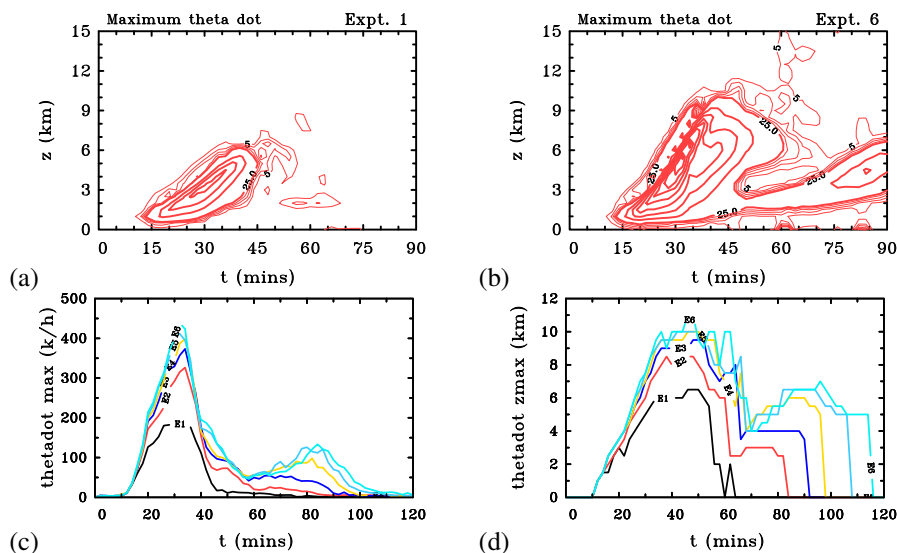 Maximum theta dot Expt. 1
15
12
9
6
3
0
z (km)
5
5
25.0
0 15 30 45 60 75 90
t (mins)
(a)
Maximum theta dot Expt. 6
15
12
9
6
3
0
z (km)
5
5
25.0
25.0
5
25.0
5
25.0
0 15 30 45 60 75 90
t (mins)
(b)
500
400
300
200
100
0
thetadot max (k/h)
E6
E5
E4
E3
E2
E1
0 20 40 60 80 100 120
t (mins)
(c)
12
10
8
6
4
2
0
thetadot zmax (km)
E6
E5
E3
E2
E4
E1
E6
0 20 40 60 80 100 120
t (mins)
(d)